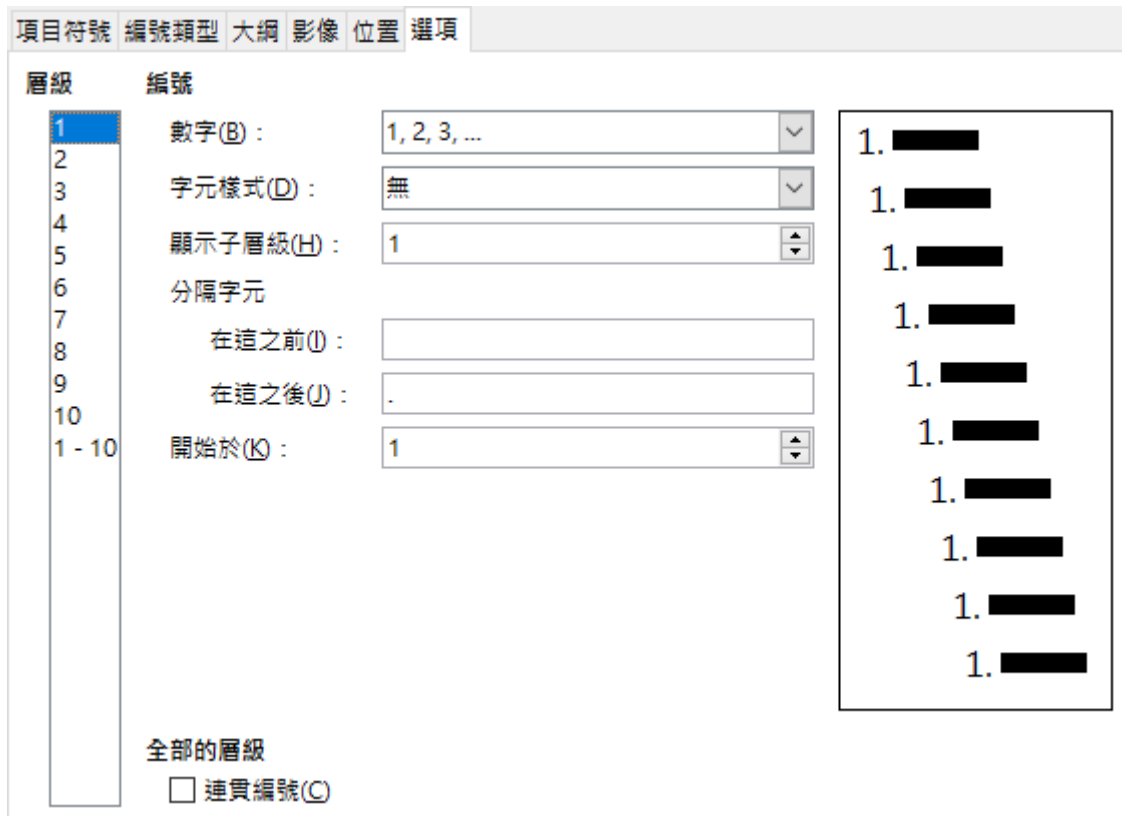 項目符號 編號類型 大綱 影像 位置 選項
層級 編號
1
2
3
4
5
6
7
8
9
10
1 - 10
數字(B)： 1, 2, 3, ...
字元樣式(D)： 無
顯示子層級(H)： 1
分隔字元
在這之前(I)：
在這之後(J)： .
開始於(K)： 1
1.
1.
1.
1.
1.
1.
1.
1.
1.
1.
全部的層級
連貫編號(C)